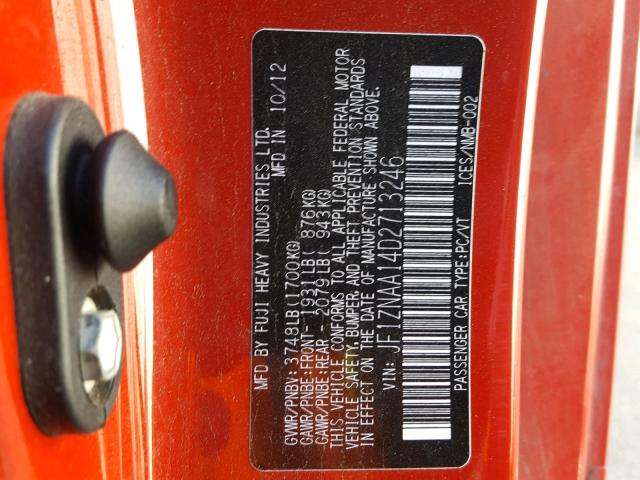 MFD BY FUJI HEAVY INDUSTRIES LTD.
MFD IN 10/12
GVWR/PNBV: 3748LB(1700KG)
GAWR/PNBE:FRONT- 1931LB( 876KG)
GAWR/PNBE:REAR - 2079LB( 943KG)
THIS VEHICLE CONFORMS TO ALL APPLICABLE FEDERAL MOTOR
VEHICLE SAFETY,BUMPER,AND THEFT PREVENTION STANDARDS
IN EFFECT ON THE DATE OF MANUFACTURE SHOWN ABOVE.
VIN: JF1ZNAA14D2713246
PASSENGER CAR TYPE:PC/VT ICES/NMB-002